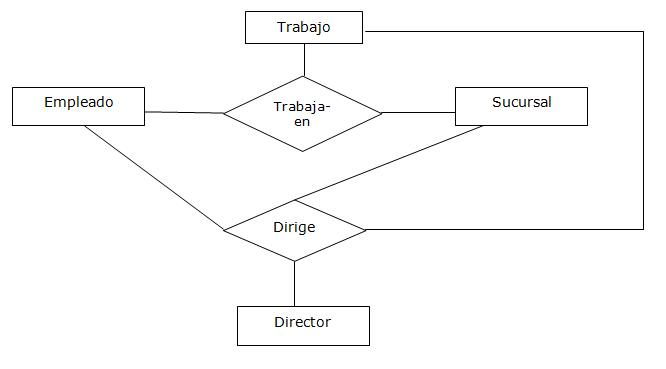 Trabajo
Empleado
Trabaja-
en
Sucursal
Dirige
Director